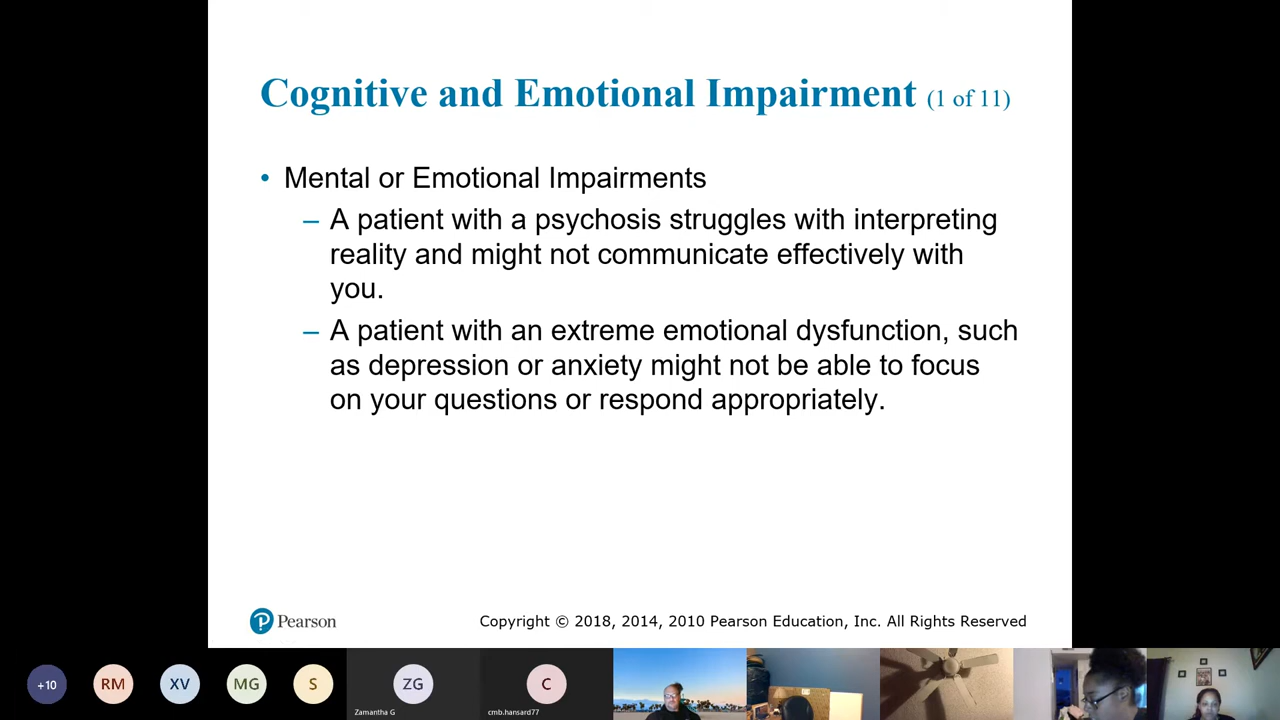 Cognitive and Emotional Impairment (1 of 11)
• Mental or Emotional Impairments
– A patient with a psychosis struggles with interpreting
reality and might not communicate effectively with
you.
– A patient with an extreme emotional dysfunction, such
as depression or anxiety might not be able to focus
on your questions or respond appropriately.
P Pearson
Copyright © 2018, 2014, 2010 Pearson Education, Inc. All Rights Reserved
+10 RM XV MG S ZG C
Zamantha G cmb.hansard77